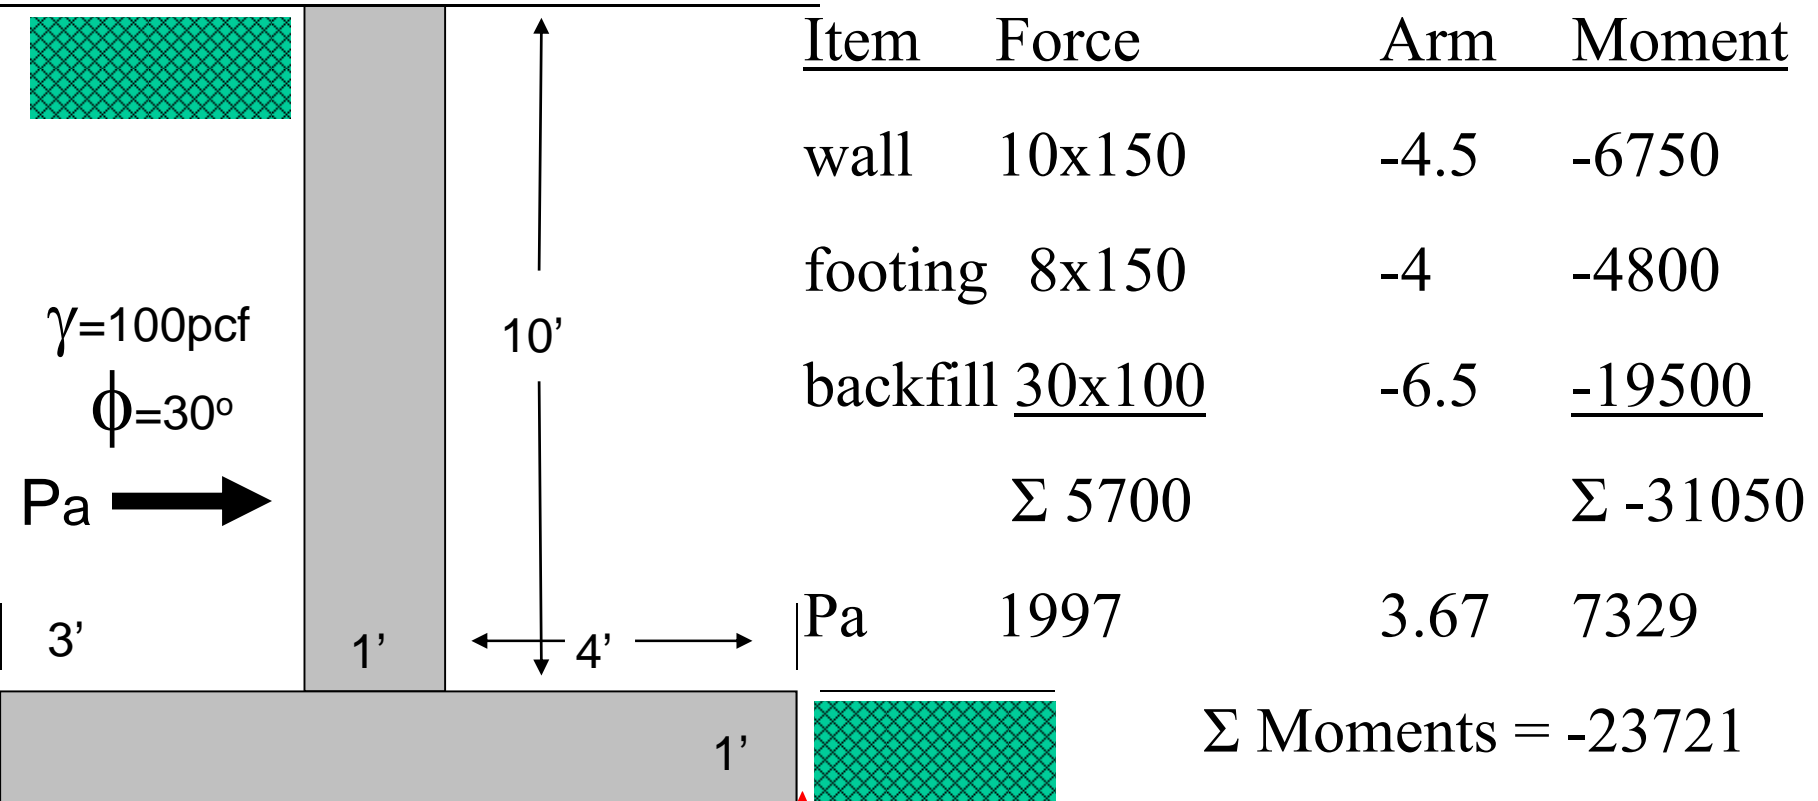 Item Force Arm Moment
wall 10x150 -4.5 -6750
footing 8x150 -4 -4800
backfill 30x100 -6.5 -19500
Σ 5700 Σ -31050
Pa 1997 3.67 7329
Σ Moments = -23721
γ=100pcf
ϕ=30º
Pa
10’
3’
1’
4’
1’